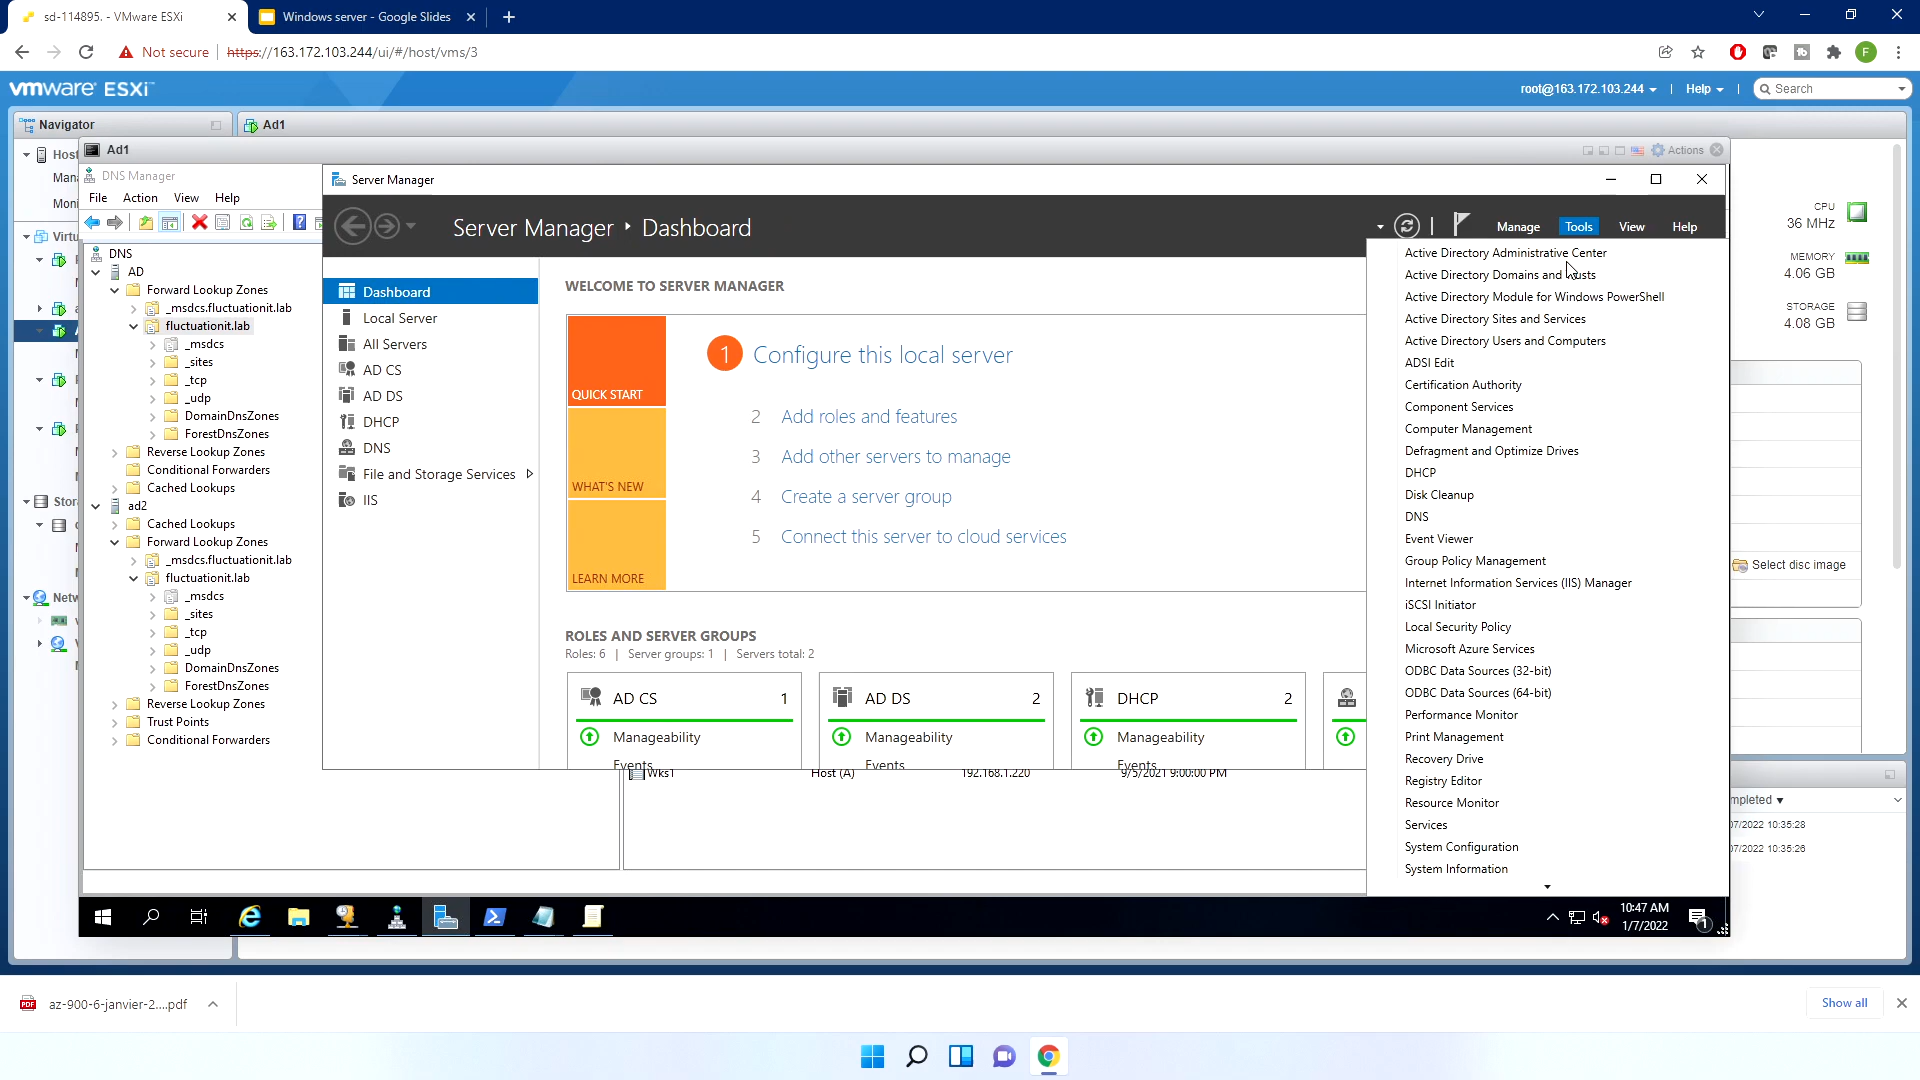 sd-114895. - VMware ESXi
Windows server - Google Slides
Not secure
https://163.172.103.244/ui/#/host/vms/3
F
vmware ESXi
root@163.172.103.244
Help
Search
Navigator
Ad1
Host
Mana
Moni
Virtu
Stor
Netw
Ad1
Actions
DNS Manager
File
Action
View
Help
DNS
AD
Forward Lookup Zones
_msdcs.fluctuationit.lab
fluctuationit.lab
_msdcs
_sites
_tcp
_udp
DomainDnsZones
ForestDnsZones
Reverse Lookup Zones
Conditional Forwarders
Cached Lookups
ad2
Cached Lookups
Forward Lookup Zones
_msdcs.fluctuationit.lab
fluctuationit.lab
_msdcs
_sites
_tcp
_udp
DomainDnsZones
ForestDnsZones
Reverse Lookup Zones
Trust Points
Conditional Forwarders
Server Manager
Server Manager
Dashboard
Manage
Tools
View
Help
Dashboard
Local Server
All Servers
AD CS
AD DS
DHCP
DNS
File and Storage Services
IIS
WELCOME TO SERVER MANAGER
QUICK START
WHAT'S NEW
LEARN MORE
1 Configure this local server
2 Add roles and features
3 Add other servers to manage
4 Create a server group
5 Connect this server to cloud services
ROLES AND SERVER GROUPS
Roles: 6 | Server groups: 1 | Servers total: 2
AD CS 1
Manageability
Events
AD DS 2
Manageability
Events
DHCP 2
Manageability
Events
Wks1
Host (A)
192.168.1.220
9/5/2021 9:00:00 PM
Active Directory Administrative Center
Active Directory Domains and Trusts
Active Directory Module for Windows PowerShell
Active Directory Sites and Services
Active Directory Users and Computers
ADSI Edit
Certification Authority
Component Services
Computer Management
Defragment and Optimize Drives
DHCP
Disk Cleanup
DNS
Event Viewer
Group Policy Management
Internet Information Services (IIS) Manager
iSCSI Initiator
Local Security Policy
Microsoft Azure Services
ODBC Data Sources (32-bit)
ODBC Data Sources (64-bit)
Performance Monitor
Print Management
Recovery Drive
Registry Editor
Resource Monitor
Services
System Configuration
System Information
CPU
36 MHz
MEMORY
4.06 GB
STORAGE
4.08 GB
Select disc image
mpleted
07/2022 10:35:28
07/2022 10:35:26
10:47 AM
1/7/2022
1
PDF
az-900-6-janvier-2....pdf
Show all